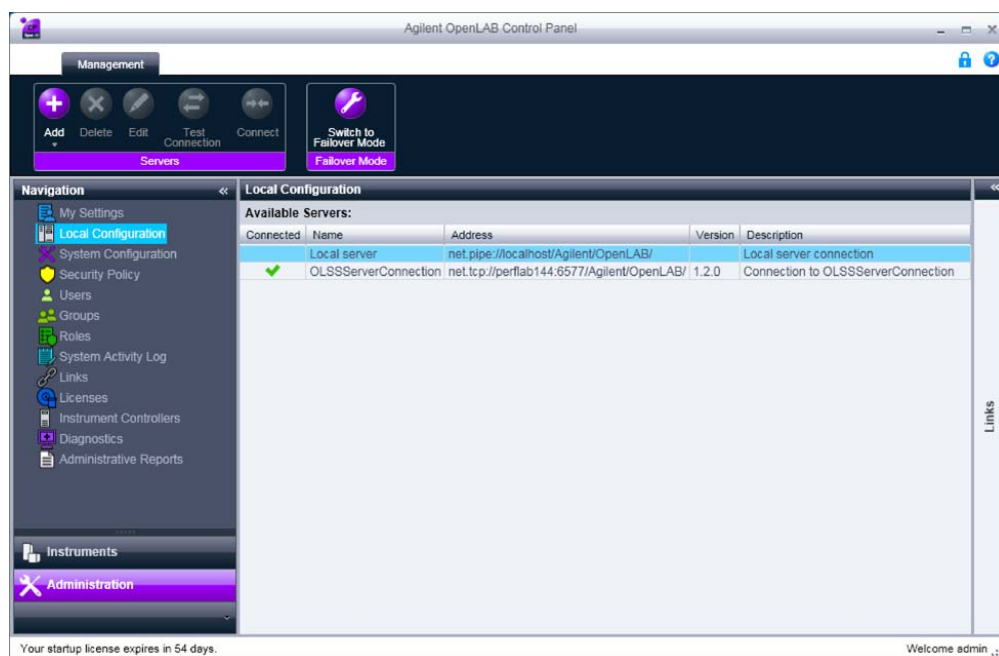 Agilent OpenLAB Control Panel
Management
Add
Delete
Edit
Test Connection
Connect
Servers
Switch to Failover Mode
Failover Mode
Navigation
My Settings
Local Configuration
System Configuration
Security Policy
Users
Groups
Roles
System Activity Log
Links
Licenses
Instrument Controllers
Diagnostics
Administrative Reports
Instruments
Administration
Local Configuration
Available Servers:
Connected Name Address Version Description
Local server net.pipe://localhost/Agilent/OpenLAB/ Local server connection
OLSSServerConnection net.tcp://perflab144:6577/Agilent/OpenLAB/ 1.2.0 Connection to OLSSServerConnection
Links
Your startup license expires in 54 days.
Welcome admin